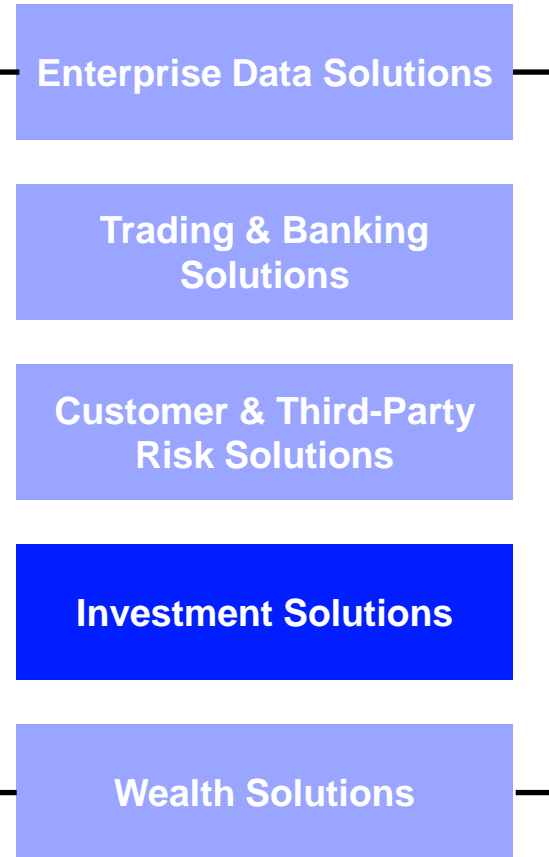 Enterprise Data Solutions
Trading & Banking
Solutions
Customer & Third-Party
Risk Solutions
Investment Solutions
Wealth Solutions